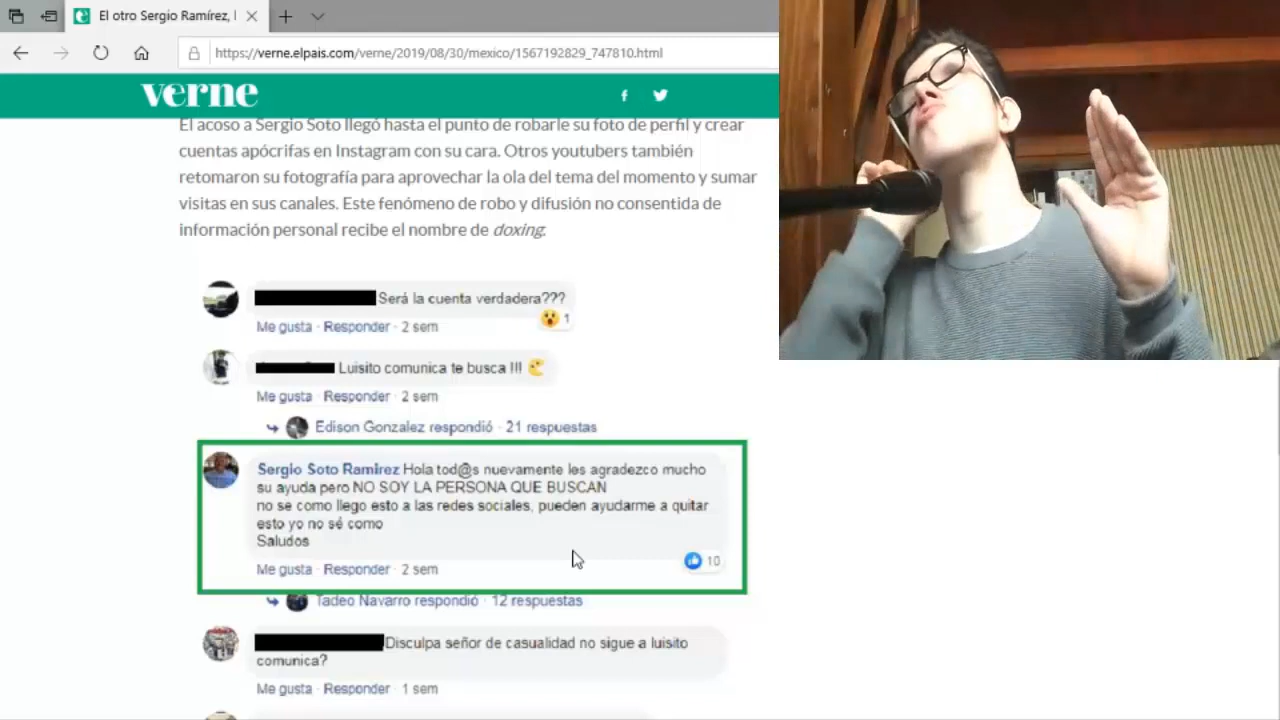 El otro Sergio Ramírez, l
https://verne.elpais.com/verne/2019/08/30/mexico/1567192829_747810.html
verne
El acoso a Sergio Soto llegó hasta el punto de robarle su foto de perfil y crear
cuentas apócrifas en Instagram con su cara. Otros youtubers también
retomaron su fotografía para aprovechar la ola del tema del momento y sumar
visitas en sus canales. Este fenómeno de robo y difusión no consentida de
información personal recibe el nombre de doxing.
Será la cuenta verdadera???
Me gusta · Responder · 2 sem
1
Luisito comunica te busca !!!
Me gusta · Responder · 2 sem
Edison Gonzalez respondió · 21 respuestas
Sergio Soto Ramirez Hola tod@s nuevamente les agradezco mucho
su ayuda pero NO SOY LA PERSONA QUE BUSCAN
no se como llego esto a las redes sociales, pueden ayudarme a quitar
esto yo no sé como
Saludos
10
Me gusta · Responder · 2 sem
Tadeo Navarro respondió · 12 respuestas
Disculpa señor de casualidad no sigue a luisito
comunica?
Me gusta · Responder · 1 sem